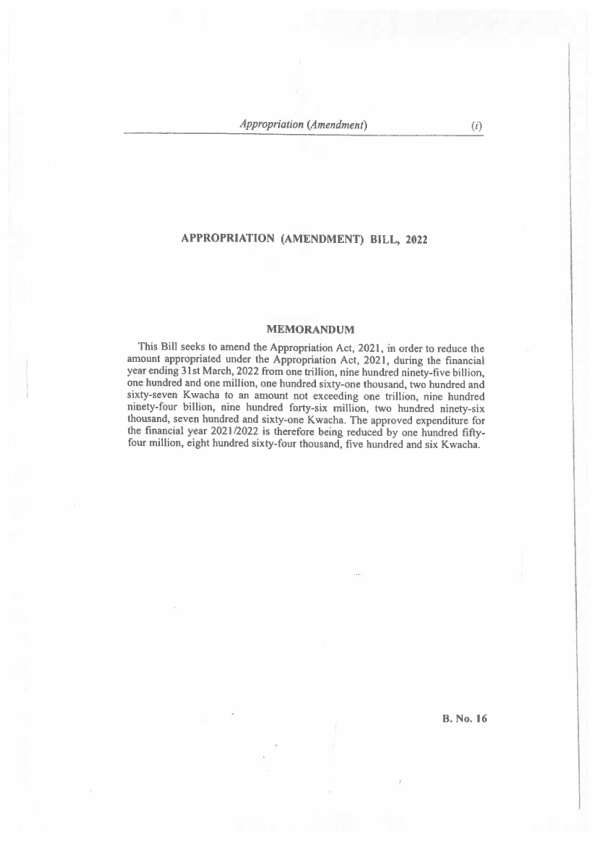 Appropriation (Amendment) (i)
APPROPRIATION (AMENDMENT) BILL, 2022
MEMORANDUM
This Bill seeks to amend the Appropriation Act, 2021, in order to reduce the
amount appropriated under the Appropriation Act, 2021, during the financial
year ending 31st March, 2022 from one trillion, nine hundred ninety-five billion,
one hundred and one million, one hundred sixty-one thousand, two hundred and
sixty-seven Kwacha to an amount not exceeding one trillion, nine hundred
ninety-four billion, nine hundred forty-six million, two hundred ninety-six
thousand, seven hundred and sixty-one Kwacha. The approved expenditure for
the financial year 2021/2022 is therefore being reduced by one hundred fifty-
four million, eight hundred sixty-four thousand, five hundred and six Kwacha.
B. No. 16